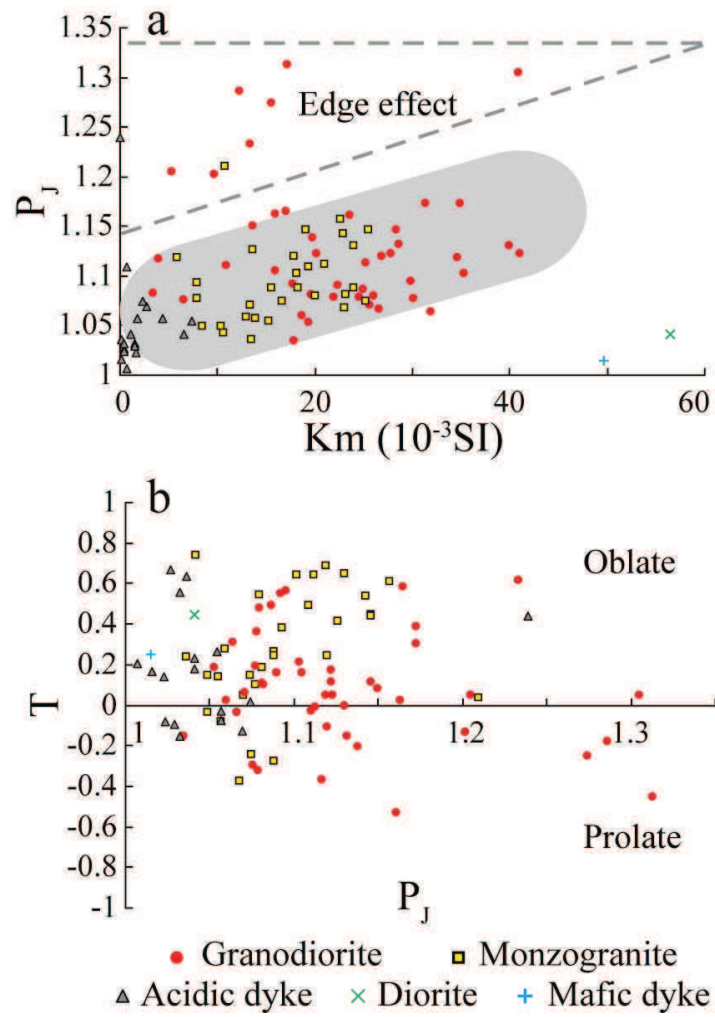 a
1.35
1.3
Edge effect
1.25
1.2
P_J
1.15
1.1
1.05
1
0 20 40 60
Km (10⁻³SI)
b
1
0.8
Oblate
0.6
0.4
0.2
T
0
1 1.1 1.2 1.3
-0.2
-0.4
-0.6
Prolate
-0.8
-1
P_J
Granodiorite Monzogranite
Acidic dyke Diorite Mafic dyke